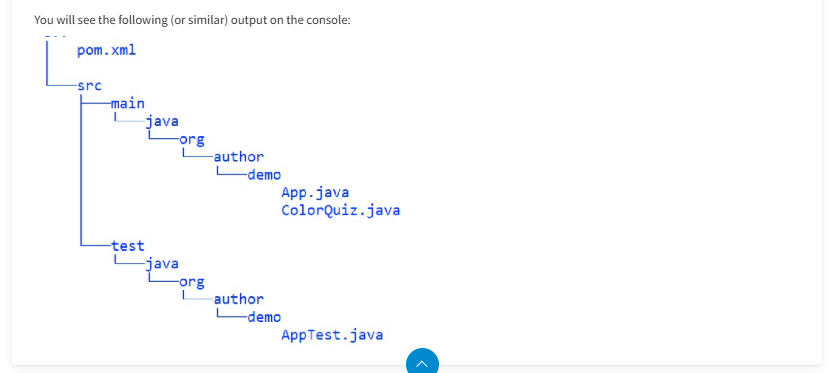 You will see the following (or similar) output on the console:
pom.xml
src
main
java
org
author
demo
App.java
ColorQuiz.java
test
java
org
author
demo
AppTest.java